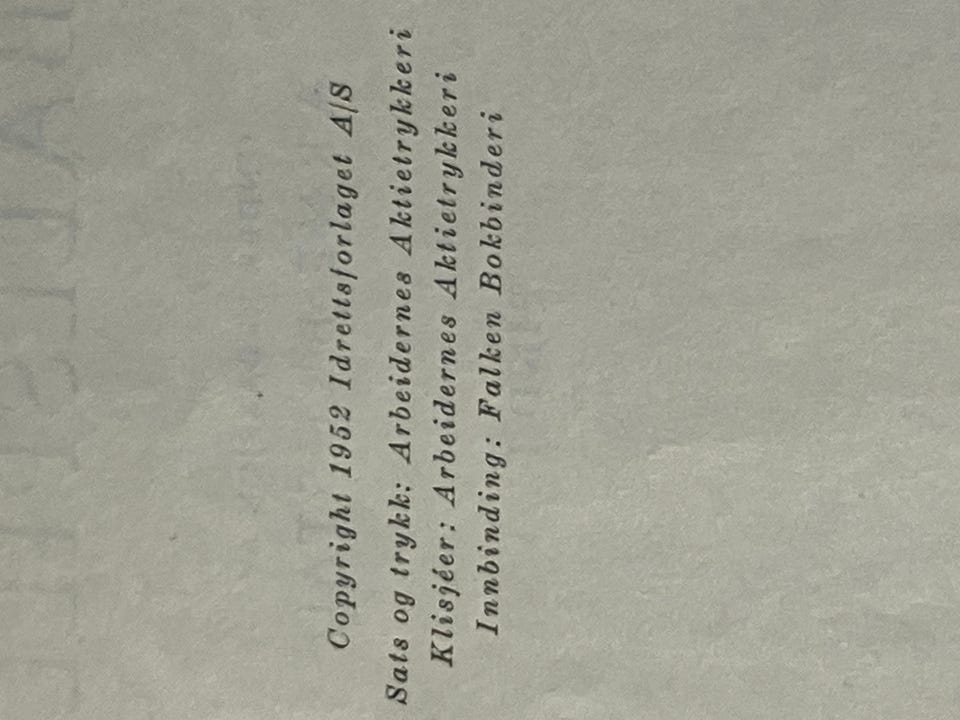 Copyright 1952 Idrettsforlaget A/S
Sats og trykk: Arbeidernes Aktietrykkeri
Klisjéer: Arbeidernes Aktietrykkeri
Innbinding: Falken Bokbinderi